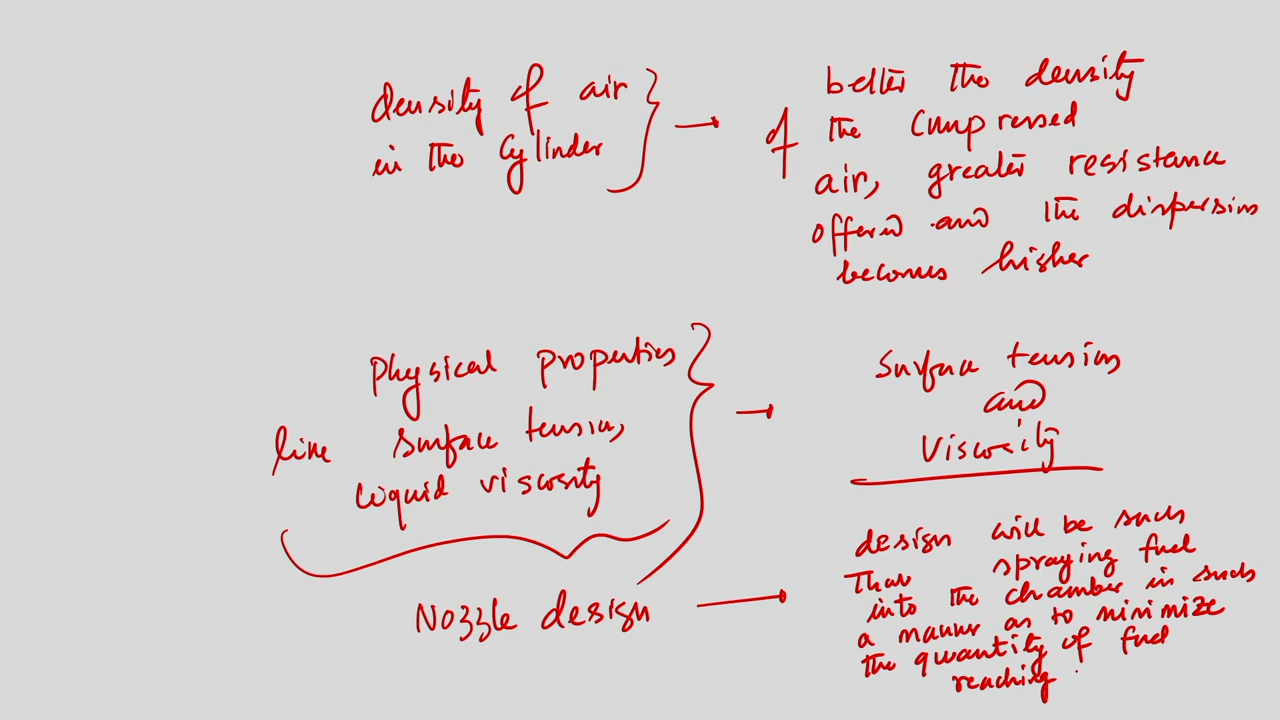 density of air
in the Cylinder
better the density
of the Compressed
air, greater resistance
offered and the dispersion
becomes higher
Physical properties
like surface tension,
liquid viscosity
Surface tension
and
Viscosity
Nozzle design
design will be such
that spraying fuel
into the chamber in such
a manner as to minimize
the quantity of fuel
reaching